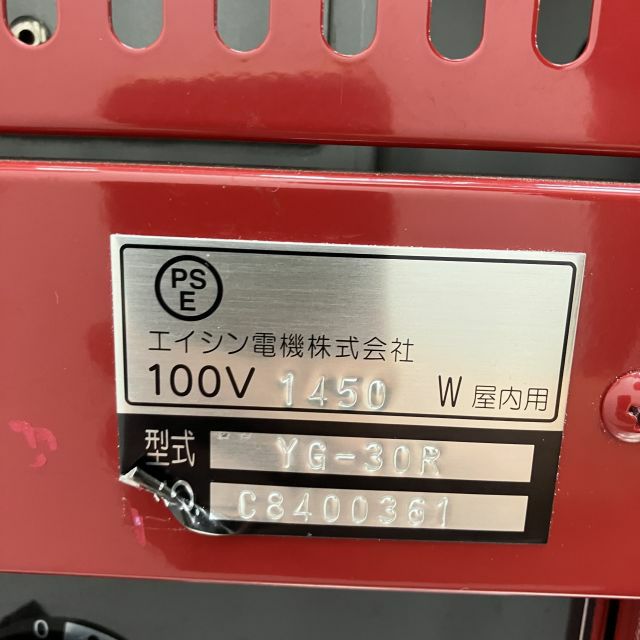 PS
E
エイシン電機株式会社
100V 1450 W 屋内用
型式 YG-30R
C8400361
0